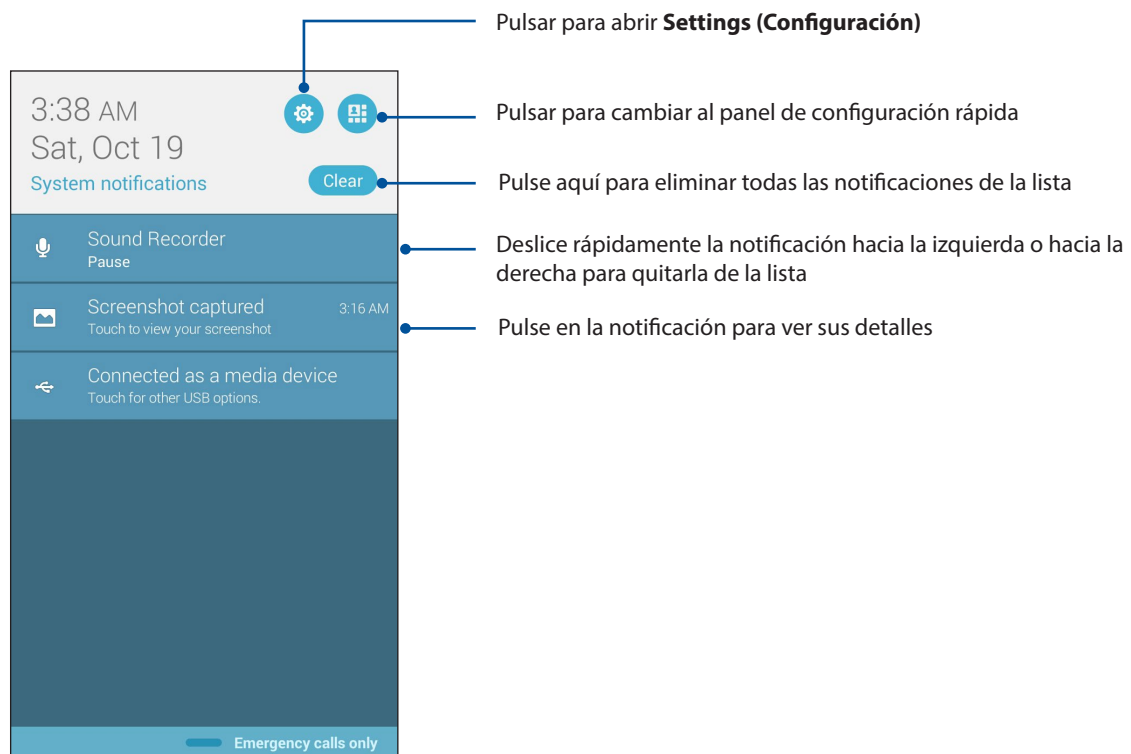 Pulsar para abrir Settings (Configuración)
3:38 AM
Sat, Oct 19
Pulsar para cambiar al panel de configuración rápida
System notifications
Clear
Pulse aquí para eliminar todas las notificaciones de la lista
Sound Recorder
Pause
Deslice rápidamente la notificación hacia la izquierda o hacia la
derecha para quitarla de la lista
Screenshot captured
3:16 AM
Touch to view your screenshot
Pulse en la notificación para ver sus detalles
Connected as a media device
Touch for other USB options.
Emergency calls only